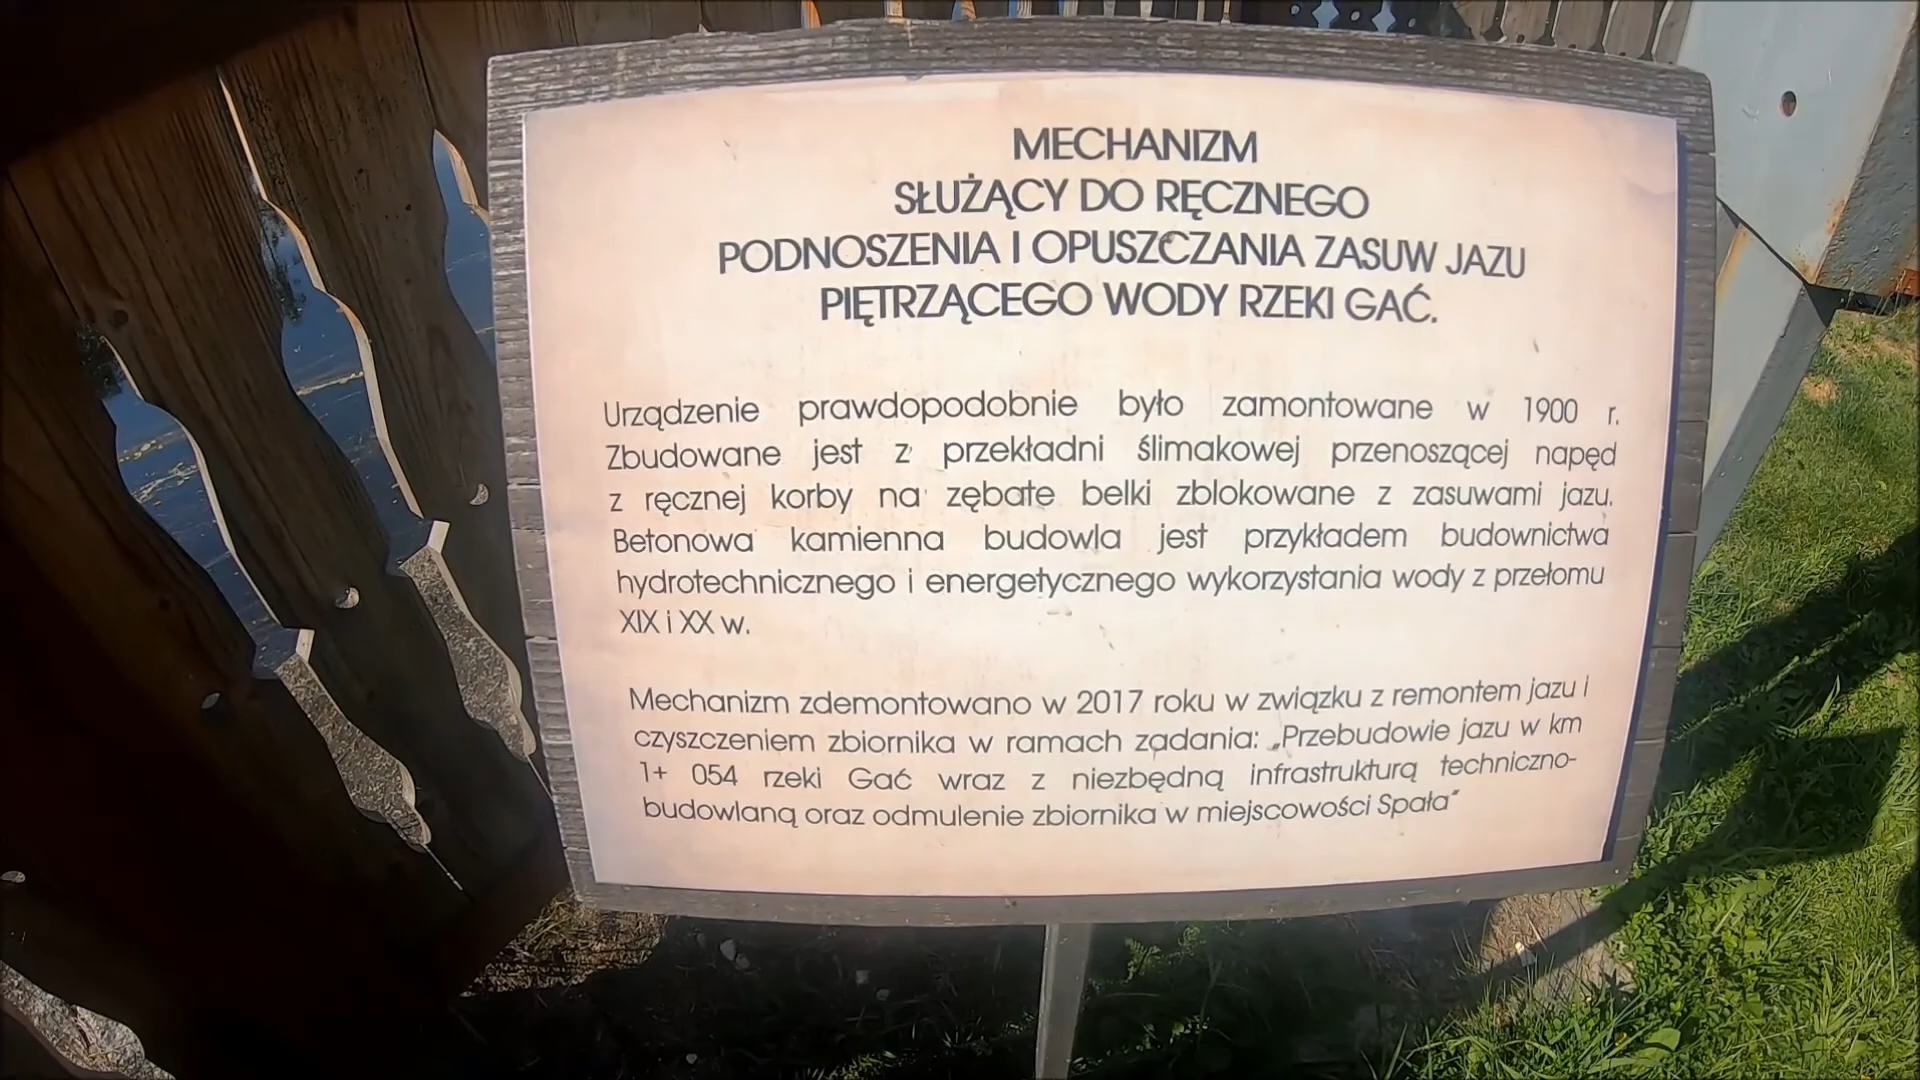 MECHANIZM
SŁUŻĄCY DO RĘCZNEGO
PODNOSZENIA I OPUSZCZANIA ZASUW JAZU
PIĘTRZĄCEGO WODY RZEKI GAĆ.
Urządzenie prawdopodobnie było zamontowane w 1900 r.
Zbudowane jest z przekładni ślimakowej przenoszącej napęd
z ręcznej korby na zębate belki zblokowane z zasuwami jazu.
Betonowa kamienna budowla jest przykładem budownictwa
hydrotechnicznego i energetycznego wykorzystania wody z przełomu
XIX i XX w.
Mechanizm zdemontowano w 2017 roku w związku z remontem jazu i
czyszczeniem zbiornika w ramach zadania: „Przebudowie jazu w km
1+ 054 rzeki Gać wraz z niezbędną infrastrukturą techniczno-
budowlaną oraz odmulenie zbiornika w miejscowości Spała"